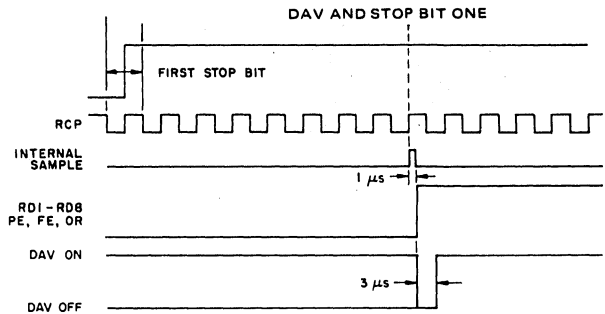 DAV AND STOP BIT ONE
FIRST STOP BIT
RCP
INTERNAL
SAMPLE
1 μs
RD1-RD8
PE, FE, OR
DAV ON
3 μs
DAV OFF